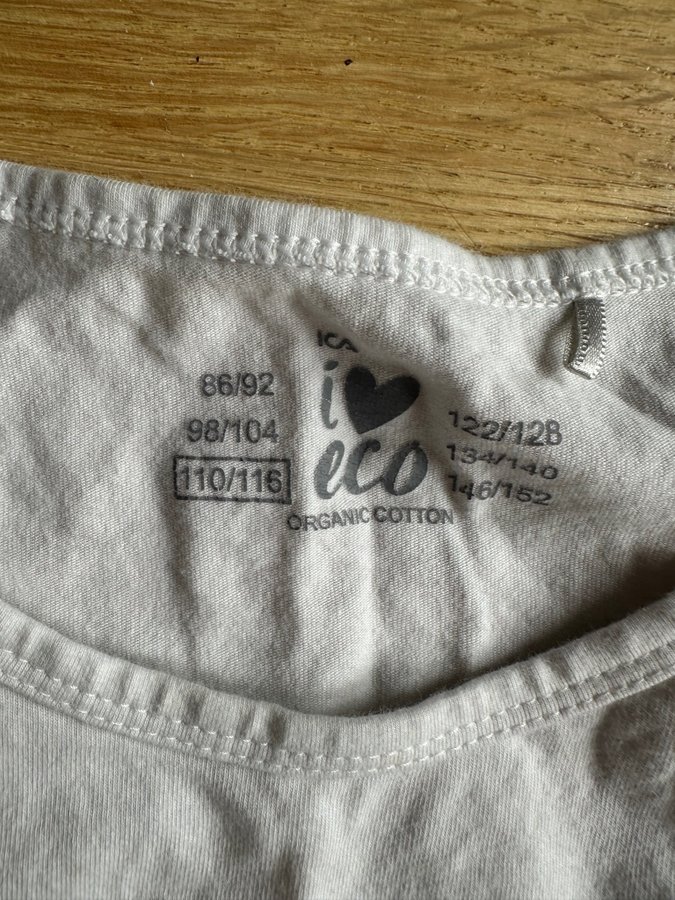 ICA
i ♥
eco
ORGANIC COTTON
86/92
98/104
110/116
122/128
134/140
146/152